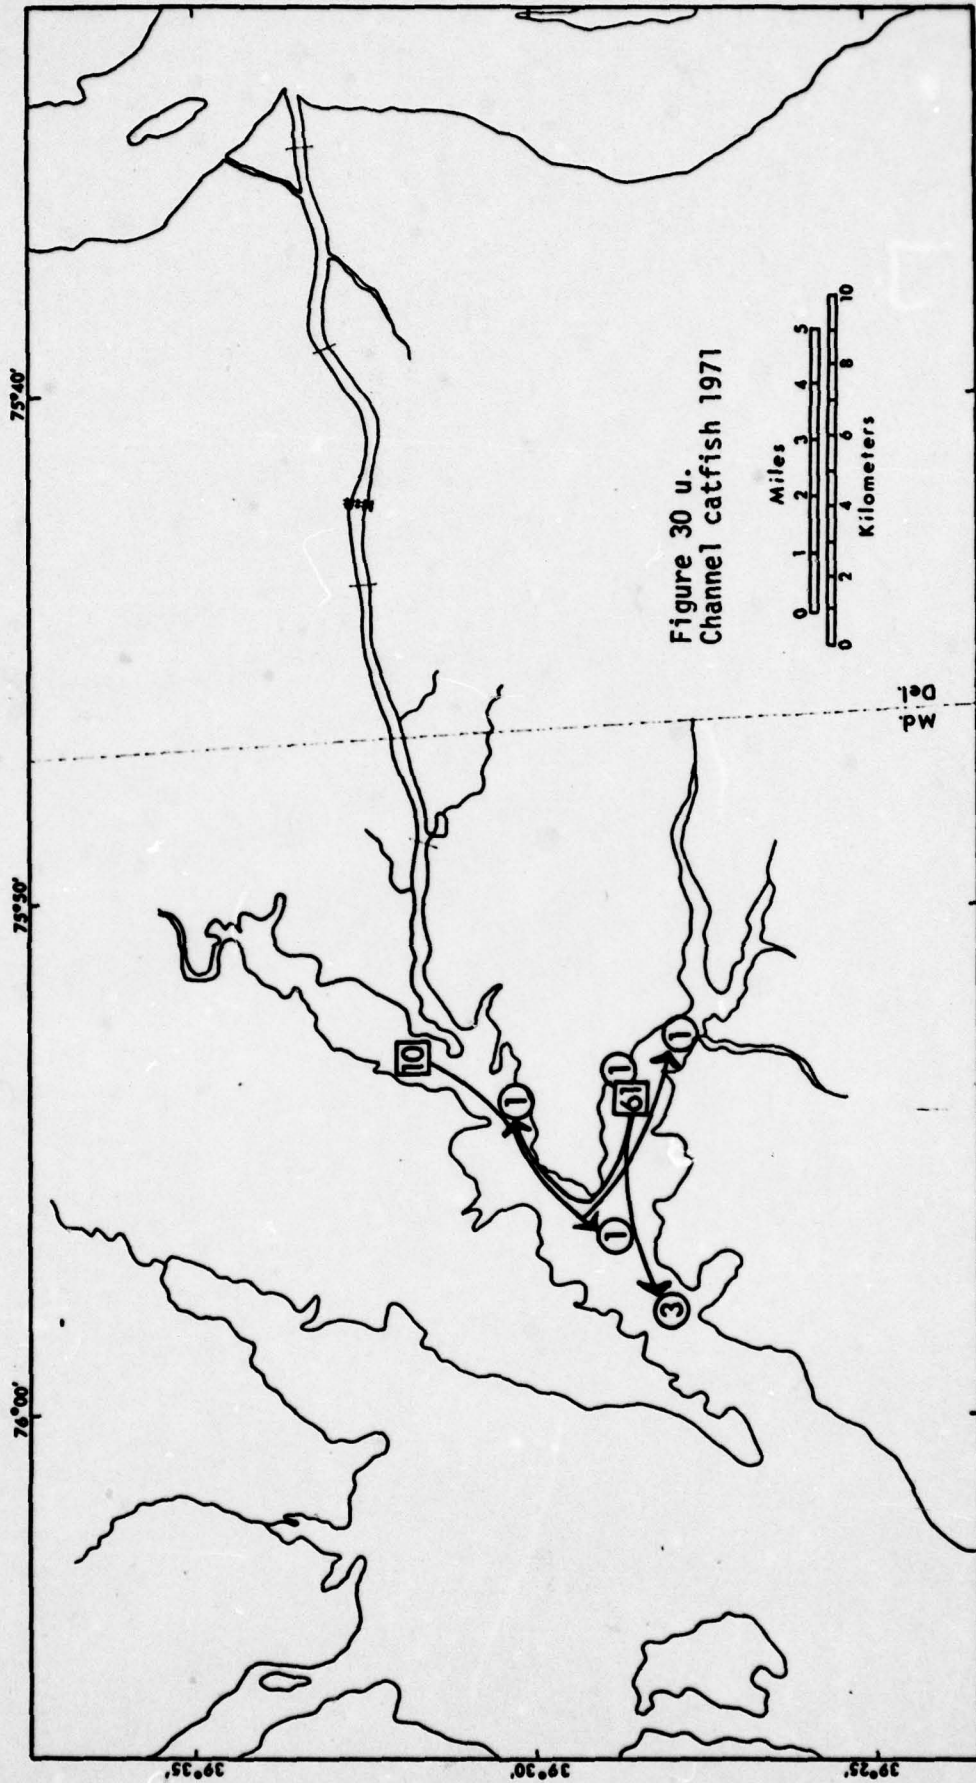 76°00'
75°50'
75°40'
39°35'
39°30'
39°25'
10
1
1
1
61
1
3
Md.
Del.
Figure 30 u.
Channel catfish 1971
Miles
0 1 2 3 4 5
0 2 4 6 8 10
Kilometers